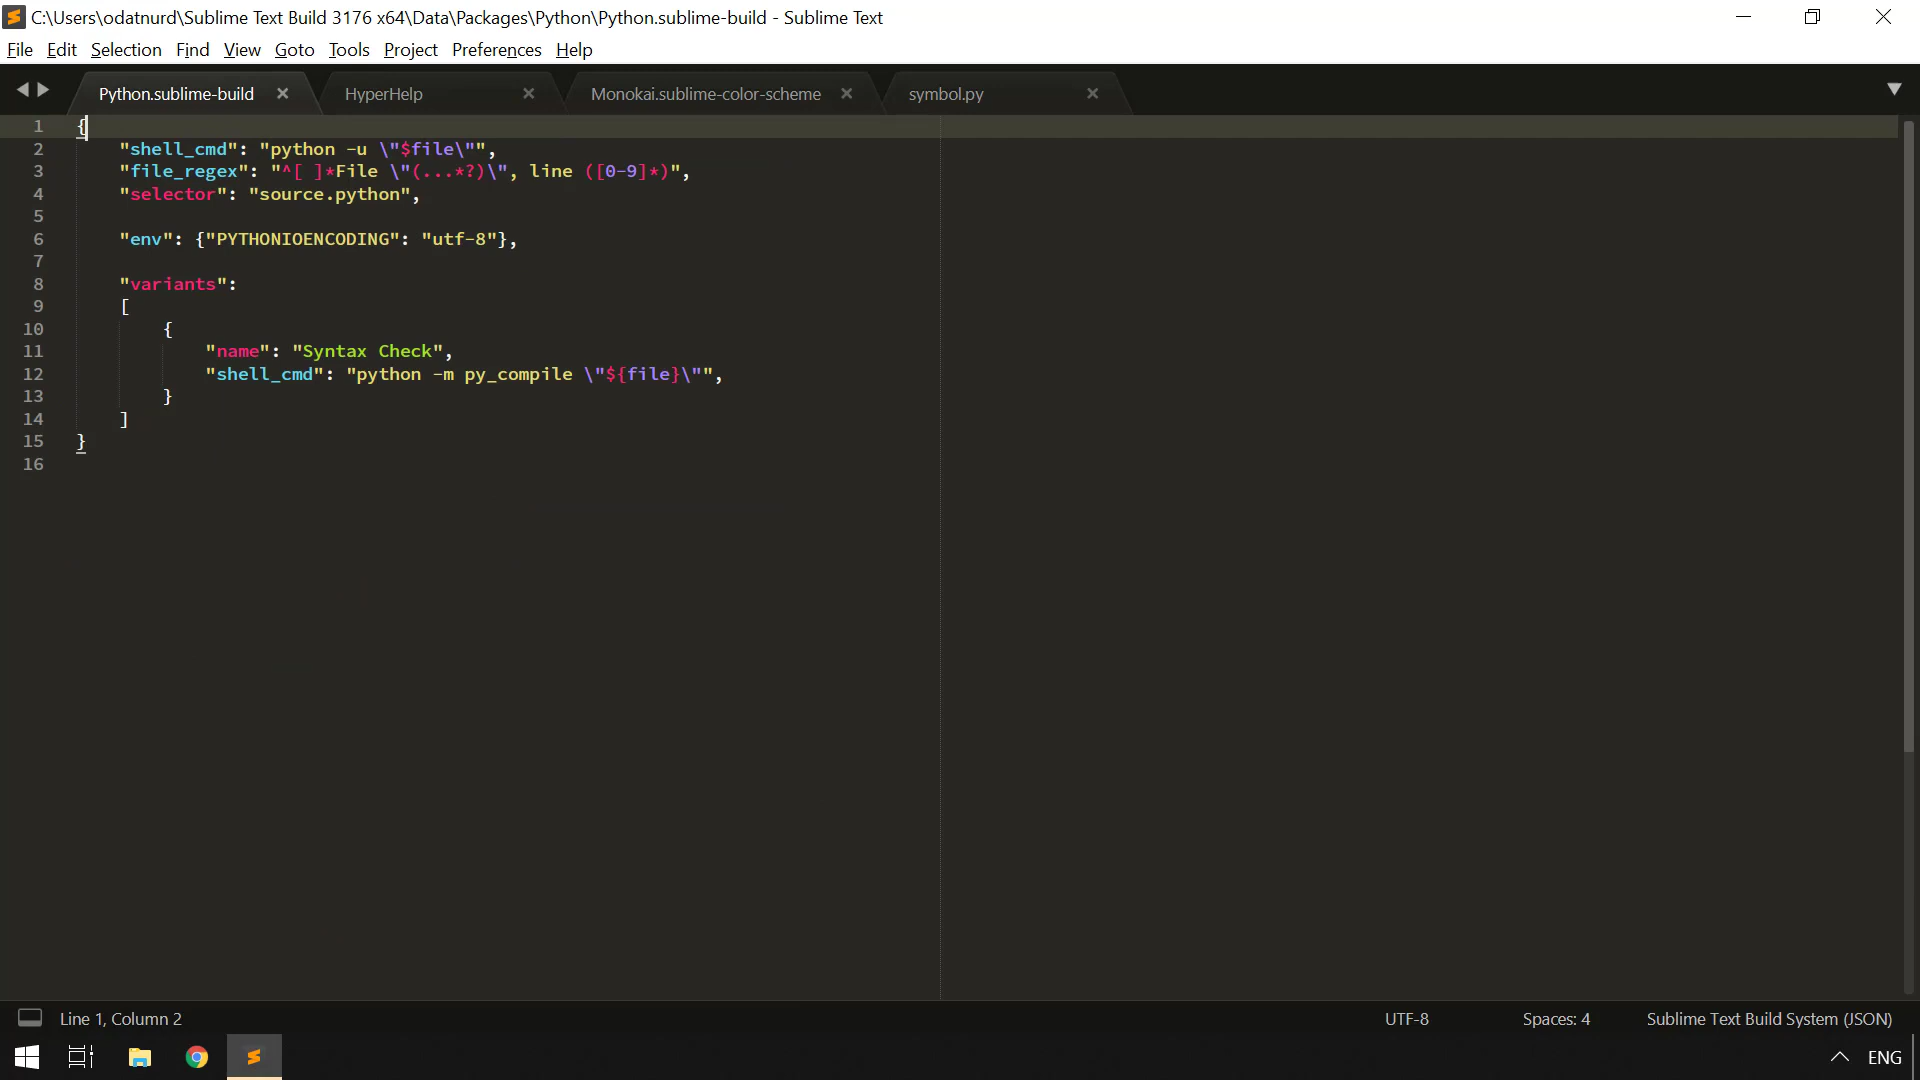 C:\Users\odatnurd\Sublime Text Build 3176 x64\Data\Packages\Python\Python.sublime-build - Sublime Text
File Edit Selection Find View Goto Tools Project Preferences Help
Python.sublime-build HyperHelp Monokai.sublime-color-scheme symbol.py
1 {
2     "shell_cmd": "python -u \"$file\"",
3     "file_regex": "^[ ]*File \"(...*?)\", line ([0-9]*)",
4     "selector": "source.python",
5
6     "env": {"PYTHONIOENCODING": "utf-8"},
7
8     "variants":
9     [
10         {
11             "name": "Syntax Check",
12             "shell_cmd": "python -m py_compile \"${file}\"",
13         }
14     ]
15 }
16
Line 1, Column 2 UTF-8 Spaces: 4 Sublime Text Build System (JSON)
ENG